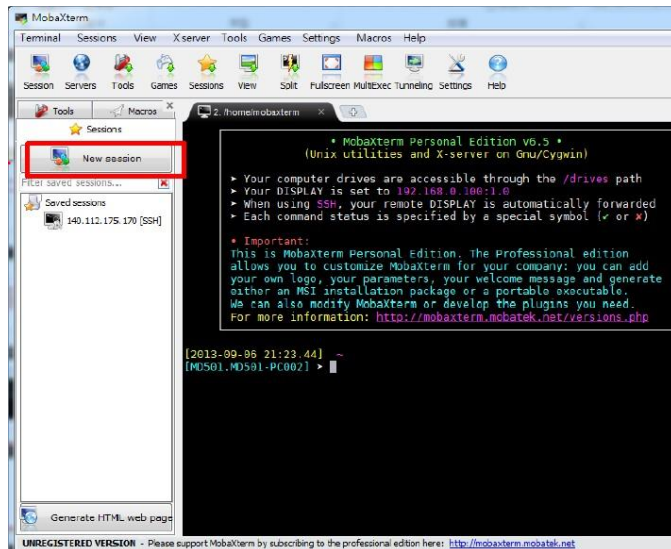 MobaXterm
Terminal Sessions View X server Tools Games Settings Macros Help
Session Servers Tools Games Sessions View Split Fullscreen MultiExec Tunneling Settings Help
Tools Macros 2. /home/mobaxterm
Sessions
New session
Filter saved sessions...
Saved sessions
140.112.175.170 [SSH]
• MobaXterm Personal Edition v6.5 •
(Unix utilities and X-server on Gnu/Cygwin)
➤ Your computer drives are accessible through the /drives path
➤ Your DISPLAY is set to 192.168.0.100:1.0
➤ When using SSH, your remote DISPLAY is automatically forwarded
➤ Each command status is specified by a special symbol (✔ or ✘)
• Important:
This is MobaXterm Personal Edition. The Professional edition
allows you to customize MobaXterm for your company: you can add
your own logo, your parameters, your welcome message and generate
either an MSI installation package or a portable executable.
We can also modify MobaXterm or develop the plugins you need.
For more information: http://mobaxterm.mobatek.net/versions.php
[2013-09-06 21:23.44] ~
[MD501.MD501-PC002] ➤
Generate HTML web page
UNREGISTERED VERSION - Please support MobaXterm by subscribing to the professional edition here: http://mobaxterm.mobatek.net